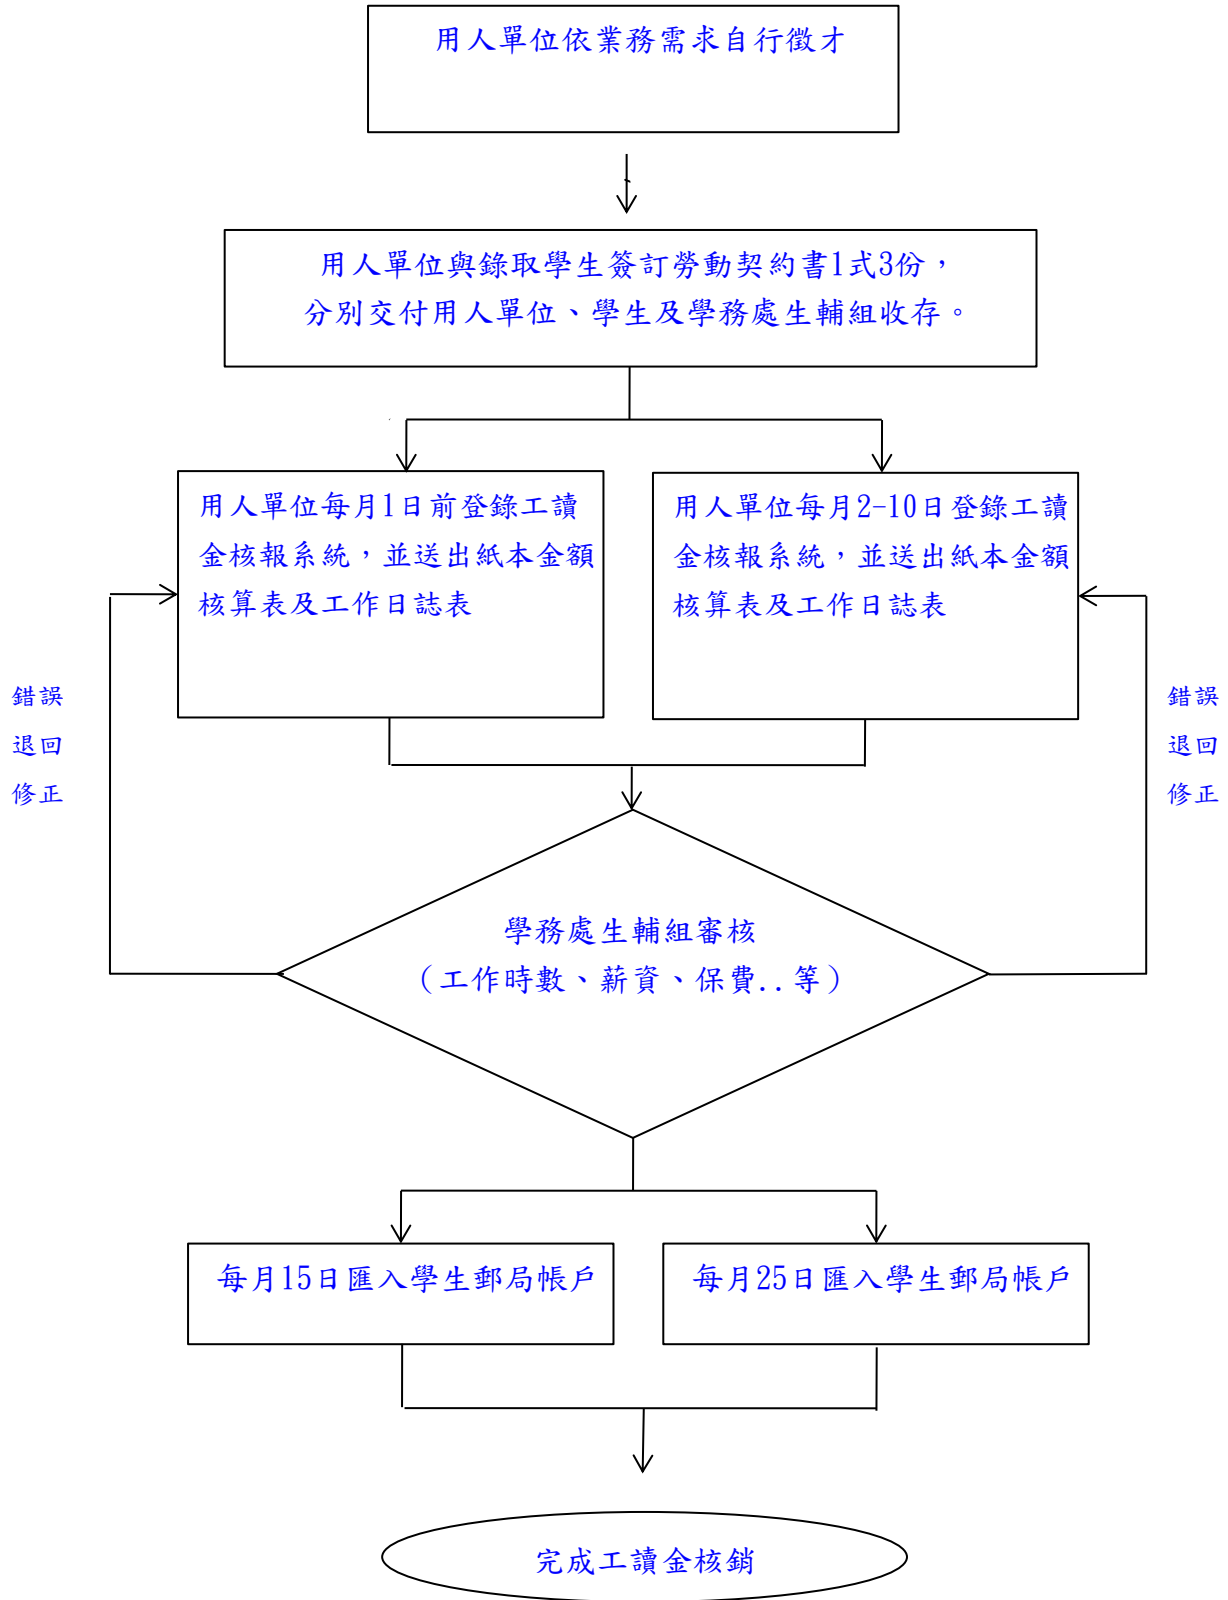 用人單位依業務需求自行徵才
用人單位與錄取學生簽訂勞動契約書1式3份，
分別交付用人單位、學生及學務處生輔組收存。
用人單位每月1日前登錄工讀
金核報系統，並送出紙本金額
核算表及工作日誌表
用人單位每月2-10日登錄工讀
金核報系統，並送出紙本金額
核算表及工作日誌表
錯誤
退回
修正
錯誤
退回
修正
學務處生輔組審核
（工作時數、薪資、保費..等）
每月15日匯入學生郵局帳戶
每月25日匯入學生郵局帳戶
完成工讀金核銷